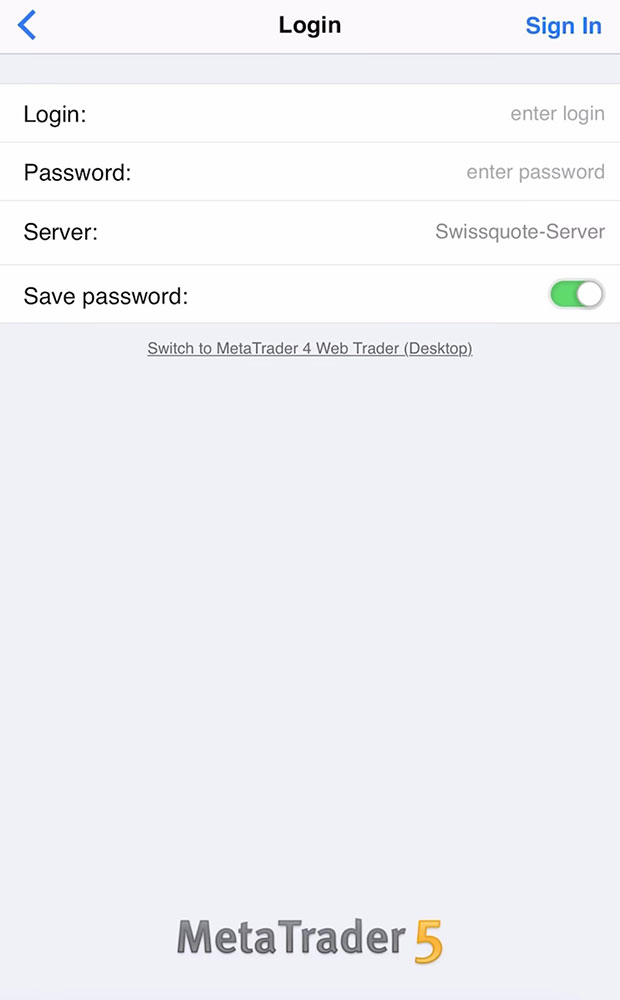 Login
Sign In
Login:
enter login
Password:
enter password
Server:
Swissquote-Server
Save password:
Switch to MetaTrader 4 Web Trader (Desktop)
MetaTrader 5